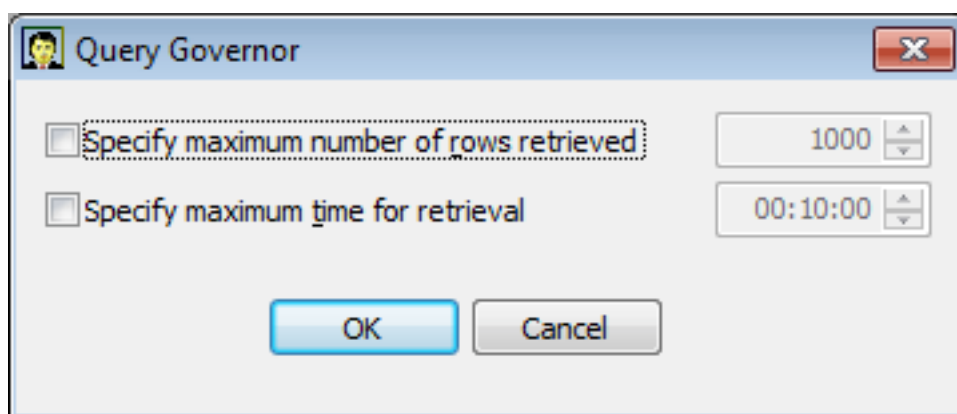 Query Governor
Specify maximum number of rows retrieved 1000
Specify maximum time for retrieval 00:10:00
OK Cancel